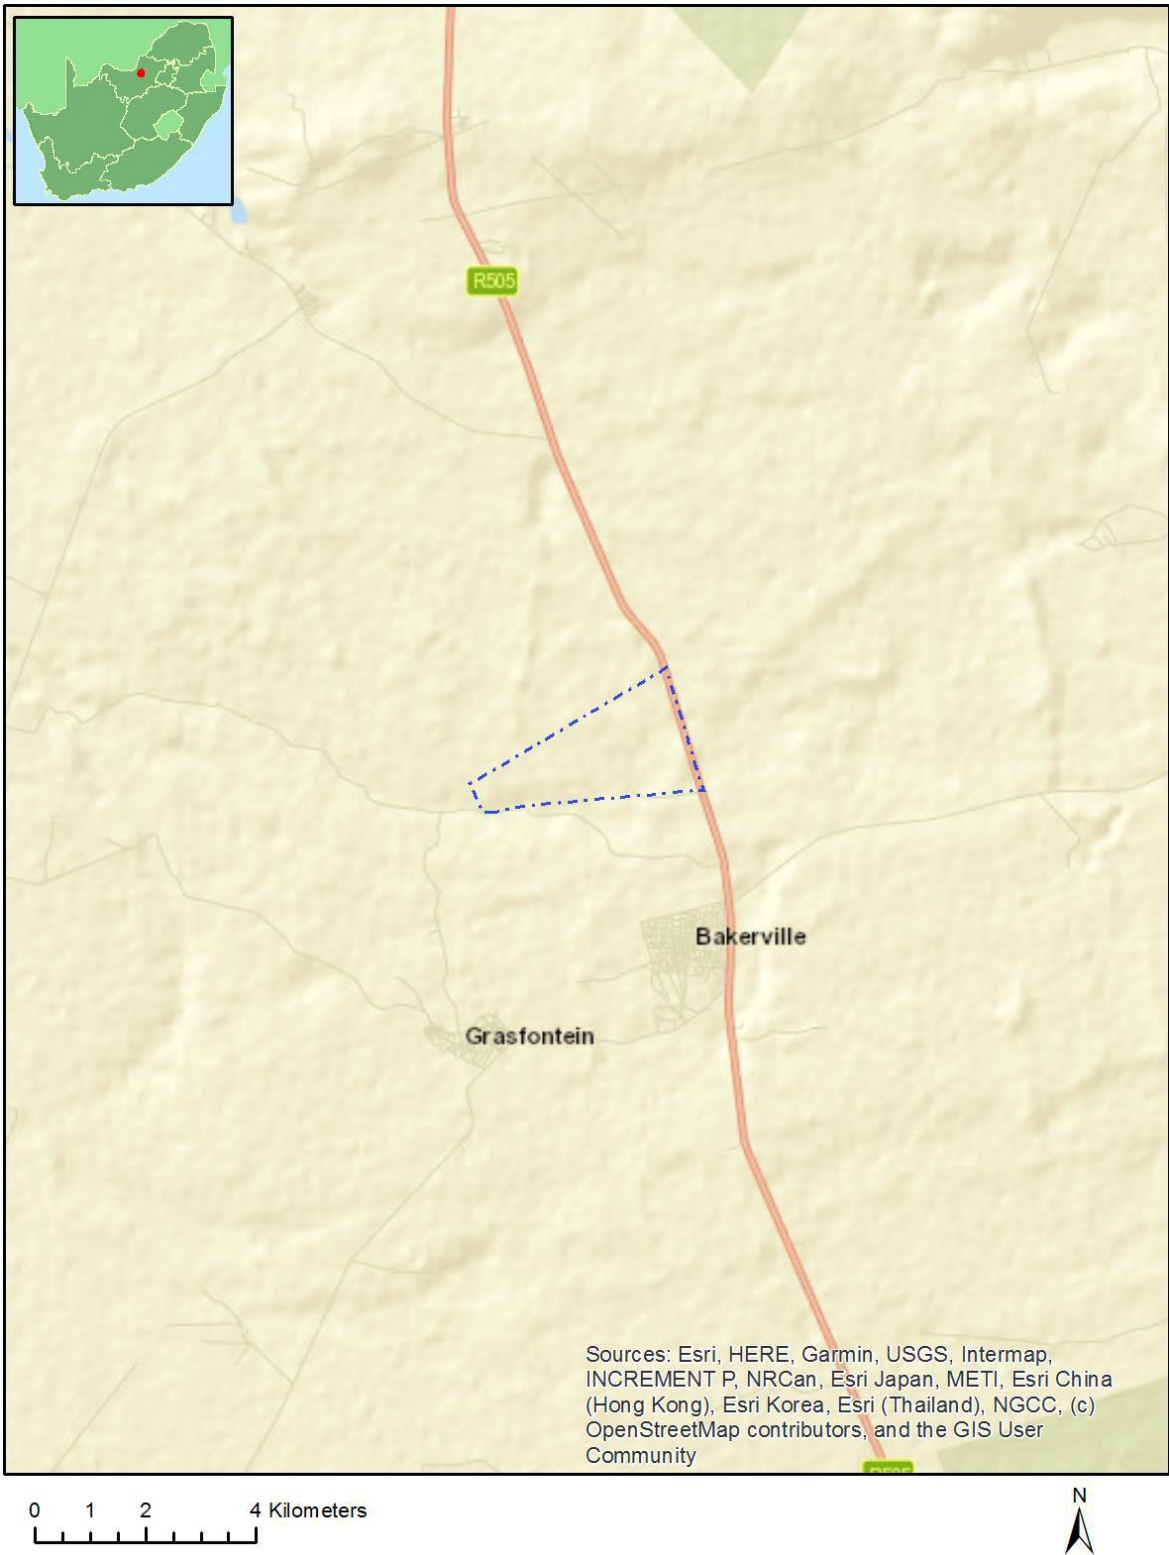 R505
Bakerville
Grasfontein
Sources: Esri, HERE, Garmin, USGS, Intermap,
INCREMENT P, NRCan, Esri Japan, METI, Esri China
(Hong Kong), Esri Korea, Esri (Thailand), NGCC, (c)
OpenStreetMap contributors, and the GIS User
Community
R505
0 1 2 4 Kilometers
N